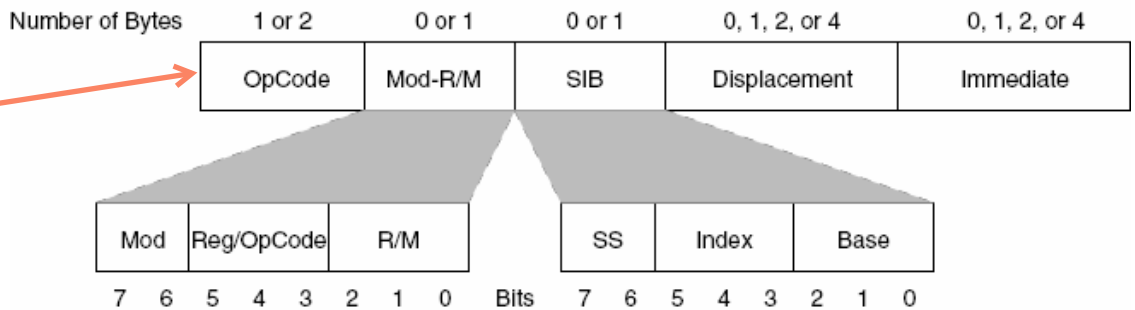 Number of Bytes 1 or 2 0 or 1 0 or 1 0, 1, 2, or 4 0, 1, 2, or 4
OpCode Mod-R/M SIB Displacement Immediate
Mod Reg/OpCode R/M SS Index Base
7 6 5 4 3 2 1 0 Bits 7 6 5 4 3 2 1 0